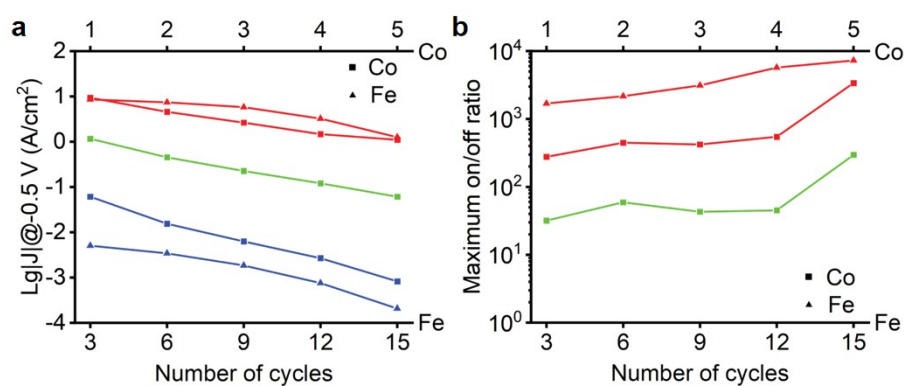 a
1 2 3 4 5 Co
2
1
0
-1
-2
-3
-4
Lg|J|@-0.5 V (A/cm²)
Co
Fe
3 6 9 12 15 Fe
Number of cycles
b
1 2 3 4 5 Co
10⁴
10³
10²
10¹
10⁰
Maximum on/off ratio
Co
Fe
3 6 9 12 15 Fe
Number of cycles